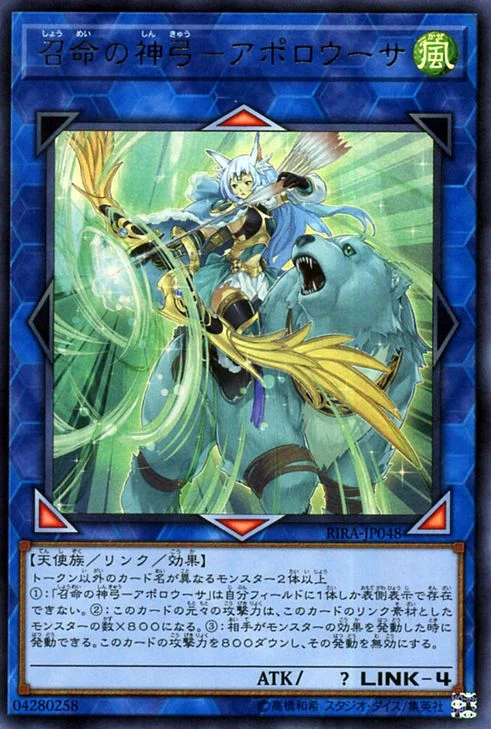 召命の神弓－アポロウーサ
風
RIRA-JP048
【天使族／リンク／効果】
トークン以外のカード名が異なるモンスター2体以上
①：「召命の神弓－アポロウーサ」は自分フィールドに1体しか表側表示で存在
できない。②：このカードの元々の攻撃力は、このカードのリンク素材とした
モンスターの数×800になる。③：相手がモンスターの効果を発動した時に
発動できる。このカードの攻撃力を800ダウンし、その発動を無効にする。
ATK/ ? LINK-4
04280258 ©高橋和希 スタジオ・ダイス/集英社